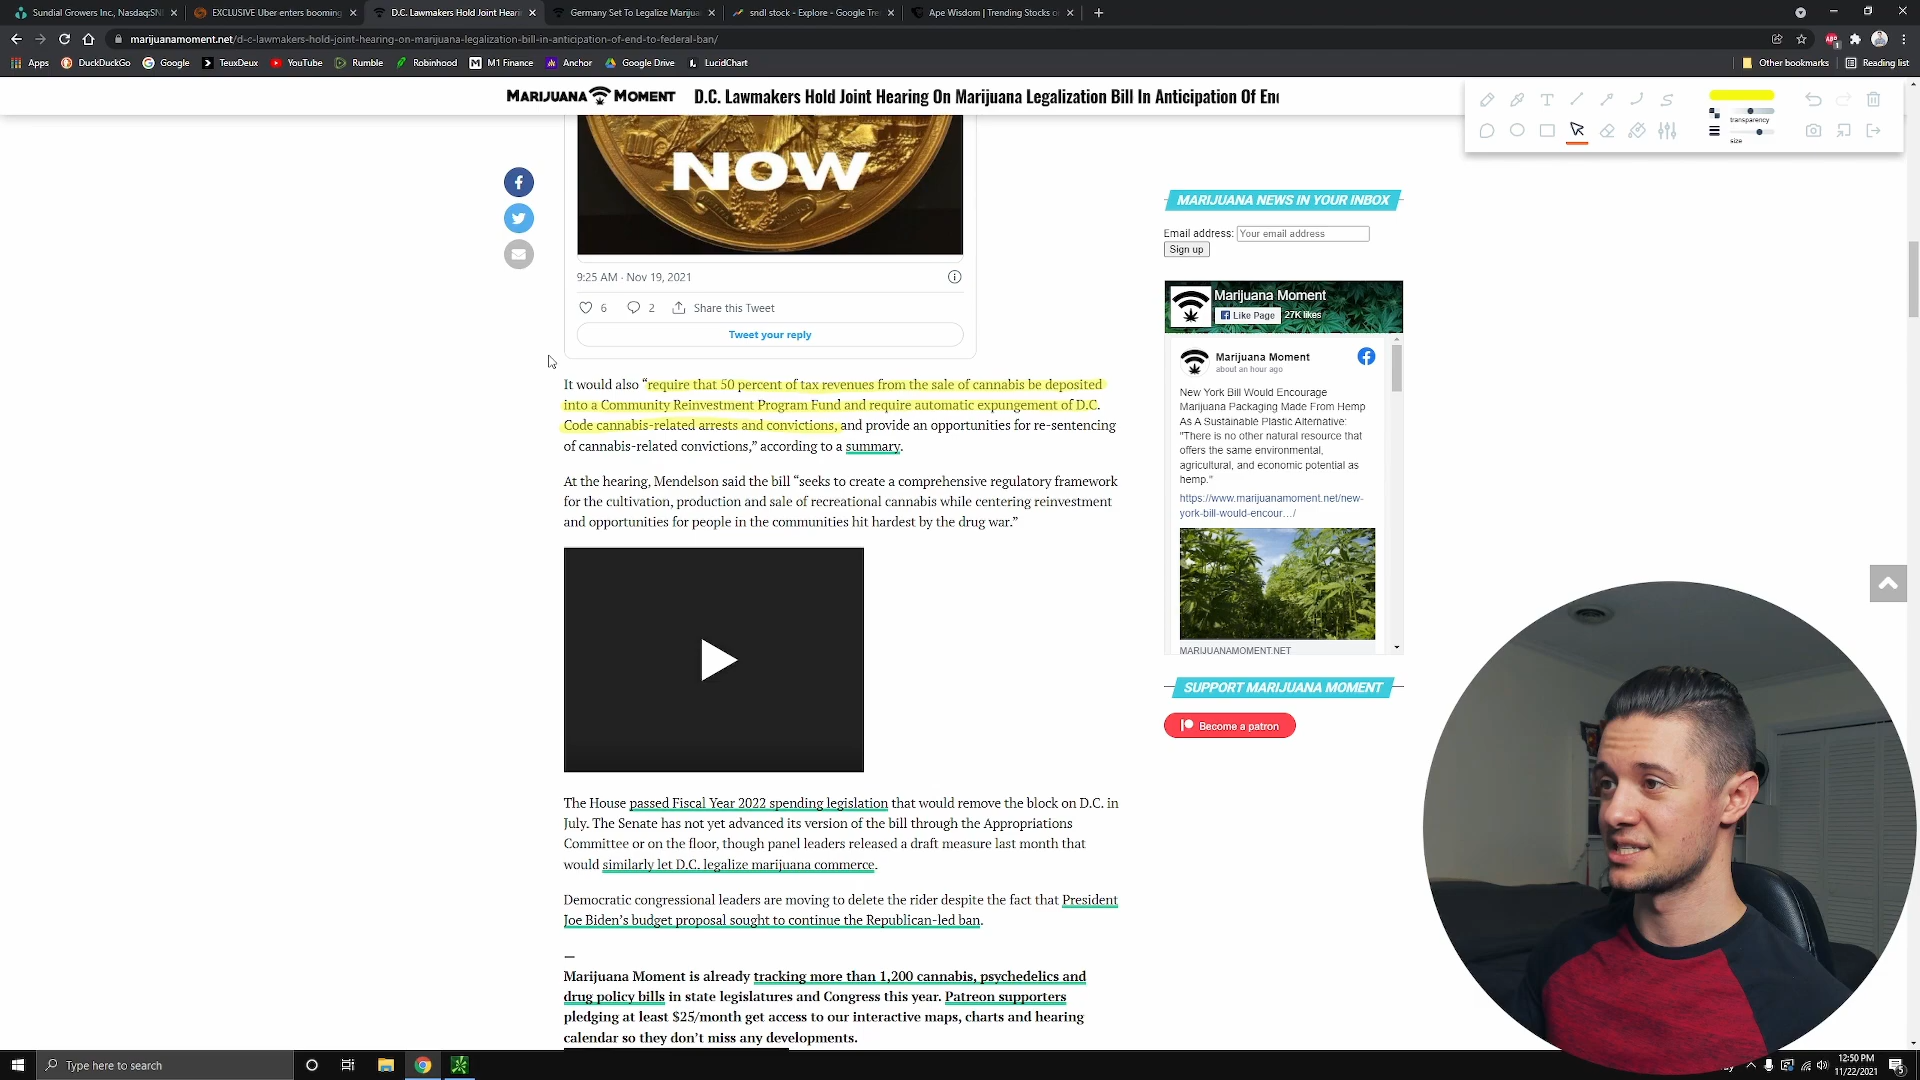 Sundial Growers Inc., Nasdaq:SN
EXCLUSIVE Uber enters booming
D.C. Lawmakers Hold Joint Heari
Germany Set To Legalize Mariju
sndl stock - Explore - Google Tre
Ape Wisdom | Trending Stocks o
marijuanamoment.net/d-c-lawmakers-hold-joint-hearing-on-marijuana-legalization-bill-in-anticipation-of-end-to-federal-ban/
Apps DuckDuckGo Google TeuxDeux YouTube Rumble Robinhood M1 Finance Anchor Google Drive LucidChart Other bookmarks Reading list
MARIJUANA MOMENT D.C. Lawmakers Hold Joint Hearing On Marijuana Legalization Bill In Anticipation Of En
transparency
size
NOW
9:25 AM · Nov 19, 2021
6 2 Share this Tweet
Tweet your reply
It would also “require that 50 percent of tax revenues from the sale of cannabis be deposited
into a Community Reinvestment Program Fund and require automatic expungement of D.C.
Code cannabis-related arrests and convictions, and provide an opportunities for re-sentencing
of cannabis-related convictions,” according to a summary.
At the hearing, Mendelson said the bill “seeks to create a comprehensive regulatory framework
for the cultivation, production and sale of recreational cannabis while centering reinvestment
and opportunities for people in the communities hit hardest by the drug war.”
The House passed Fiscal Year 2022 spending legislation that would remove the block on D.C. in
July. The Senate has not yet advanced its version of the bill through the Appropriations
Committee or on the floor, though panel leaders released a draft measure last month that
would similarly let D.C. legalize marijuana commerce.
Democratic congressional leaders are moving to delete the rider despite the fact that President
Joe Biden’s budget proposal sought to continue the Republican-led ban.
—
Marijuana Moment is already tracking more than 1,200 cannabis, psychedelics and
drug policy bills in state legislatures and Congress this year. Patreon supporters
pledging at least $25/month get access to our interactive maps, charts and hearing
calendar so they don’t miss any developments.
MARIJUANA NEWS IN YOUR INBOX
Email address: Your email address
Sign up
Marijuana Moment
Like Page 27K likes
Marijuana Moment
about an hour ago
New York Bill Would Encourage
Marijuana Packaging Made From Hemp
As A Sustainable Plastic Alternative:
"There is no other natural resource that
offers the same environmental,
agricultural, and economic potential as
hemp."
https://www.marijuanamoment.net/new-
york-bill-would-encour…/
MARIJUANAMOMENT.NET
SUPPORT MARIJUANA MOMENT
Become a patron
Type here to search
12:50 PM
11/22/2021
5